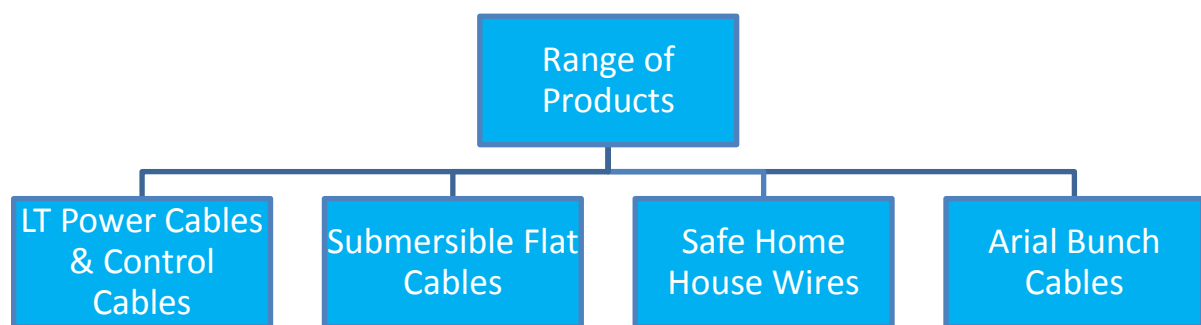 Range of
Products
LT Power Cables
& Control
Cables
Submersible Flat
Cables
Safe Home
House Wires
Arial Bunch
Cables